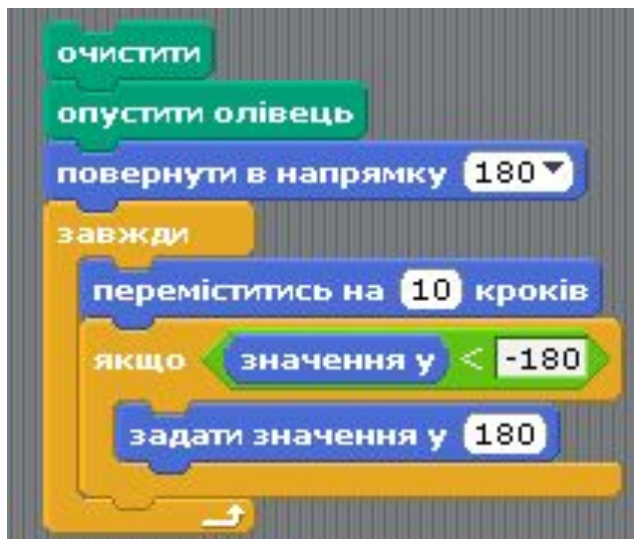 очистити
опустити олівець
повернути в напрямку 180
завжди
переміститись на 10 кроків
якщо значення y < -180
задати значення y 180